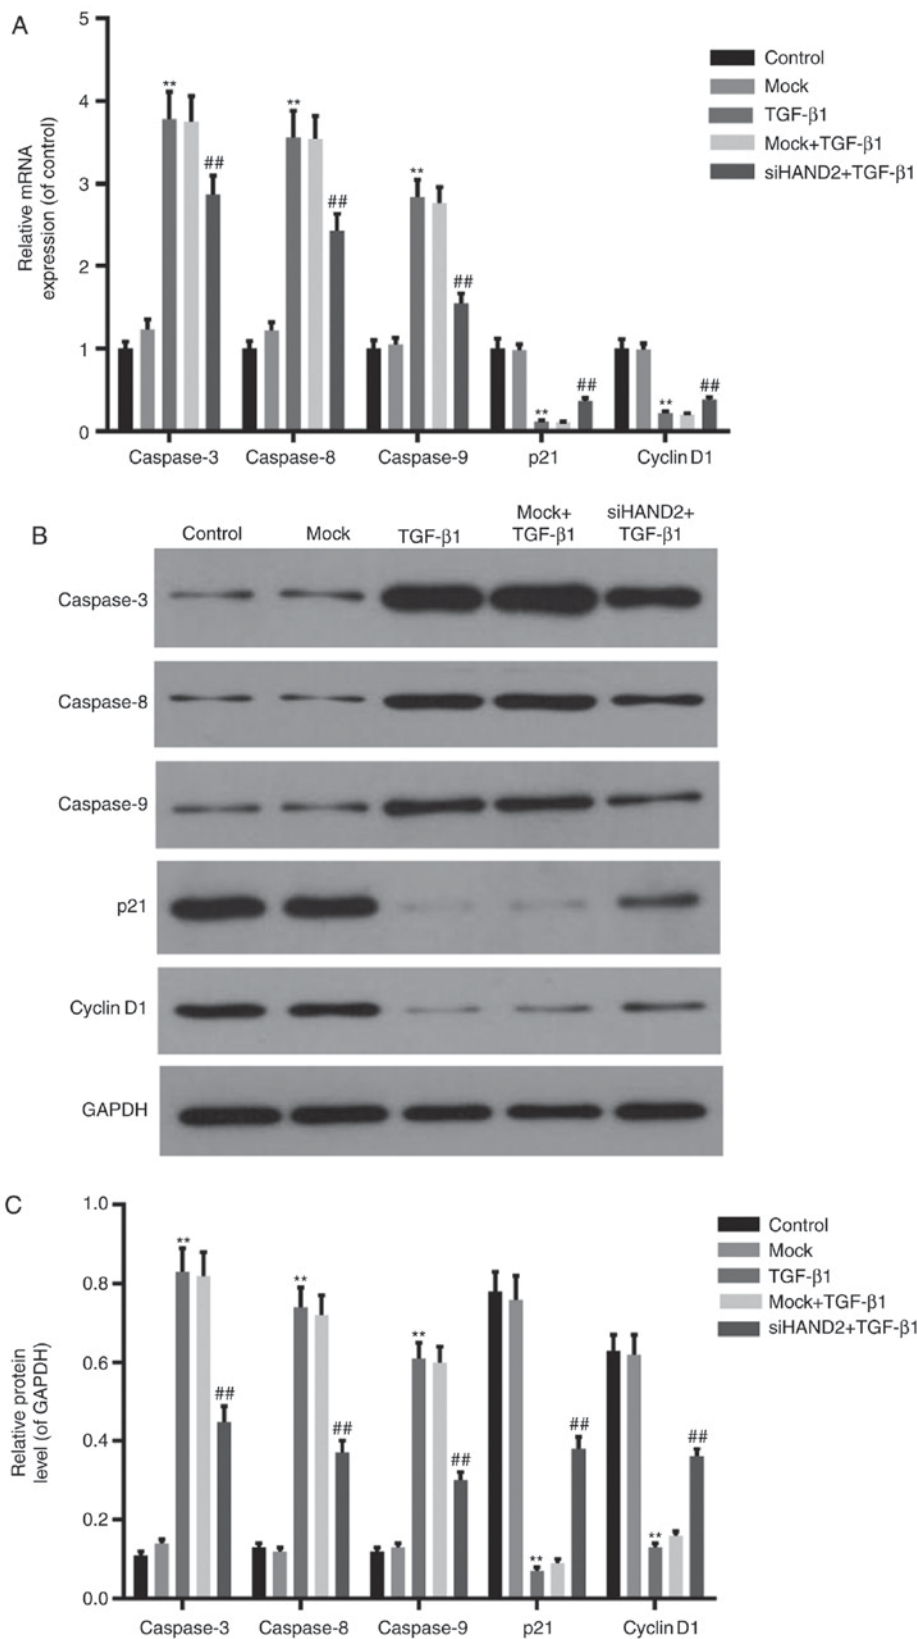 A
5
4
3
2
1
0
Relative mRNA
expression (of control)
**
##
**
##
**
##
**
##
**
##
Caspase-3
Caspase-8
Caspase-9
p21
Cyclin D1
Control
Mock
TGF-β1
Mock+TGF-β1
siHAND2+TGF-β1
B
Control
Mock
TGF-β1
Mock+
TGF-β1
siHAND2+
TGF-β1
Caspase-3
Caspase-8
Caspase-9
p21
Cyclin D1
GAPDH
C
1.0
0.8
0.6
0.4
0.2
0.0
Relative protein
level (of GAPDH)
**
##
**
##
**
##
**
##
**
##
Caspase-3
Caspase-8
Caspase-9
p21
Cyclin D1
Control
Mock
TGF-β1
Mock+TGF-β1
siHAND2+TGF-β1